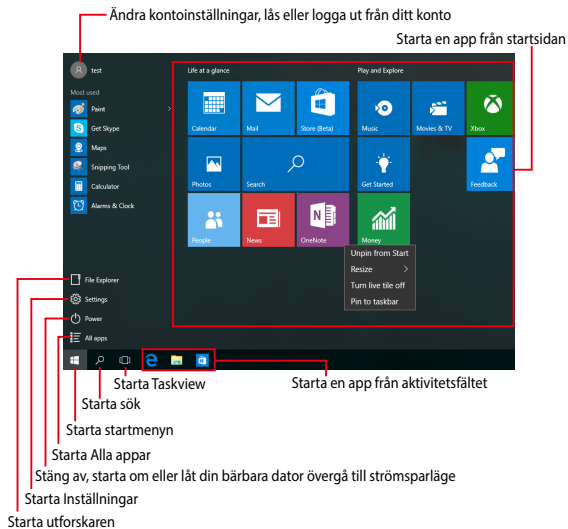 Ändra kontoinställningar, lås eller logga ut från ditt konto
Starta en app från startsidan
test
Most used
Paint
Get Skype
Maps
Snipping Tool
Calculator
Alarms & Clock
File Explorer
Settings
Power
All apps
Life at a glance
Calendar
Mail
Store (Beta)
Photos
Search
People
News
OneNote
Play and Explore
Music
Movies & TV
Xbox
Get Started
Feedback
Money
Unpin from Start
Resize
Turn live tile off
Pin to taskbar
Starta Taskview
Starta en app från aktivitetsfältet
Starta sök
Starta startmenyn
Starta Alla appar
Stäng av, starta om eller låt din bärbara dator övergå till strömsparläge
Starta Inställningar
Starta utforskaren